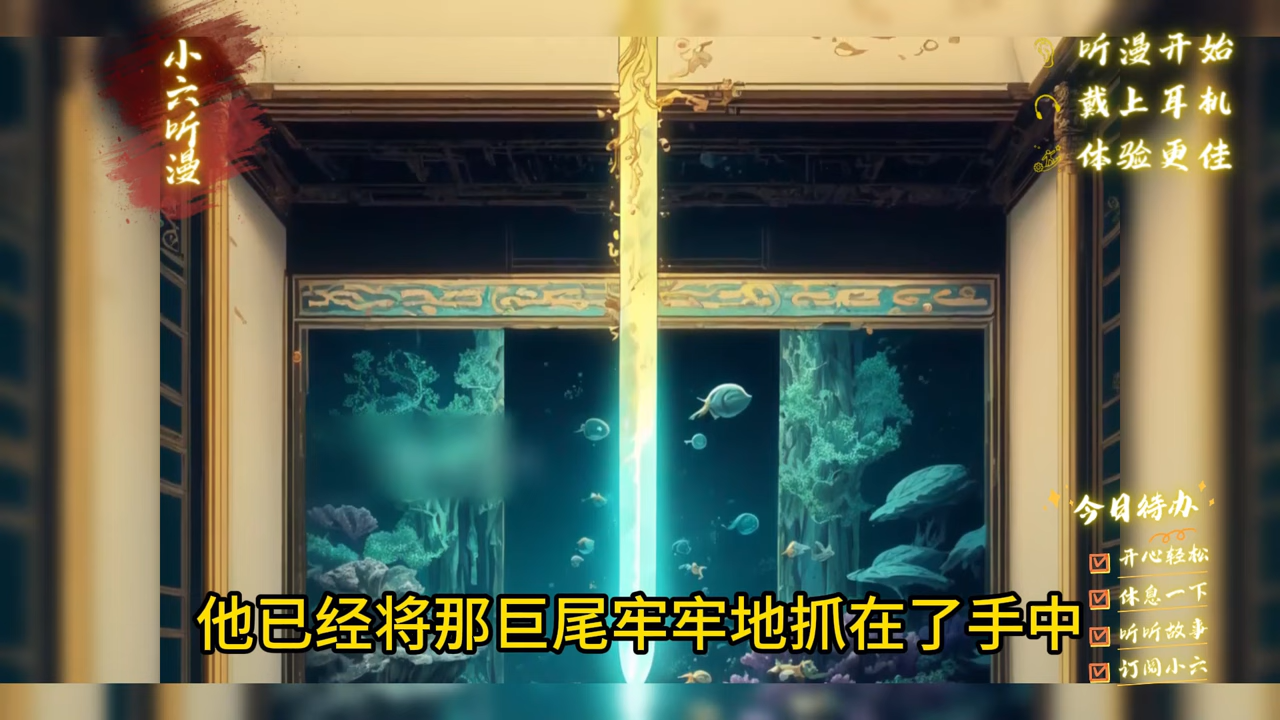 小六听漫
听漫开始
戴上耳机
体验更佳
今日待办
开心轻松
休息一下
听听故事
订阅小六
他已经将那巨尾牢牢地抓在了手中